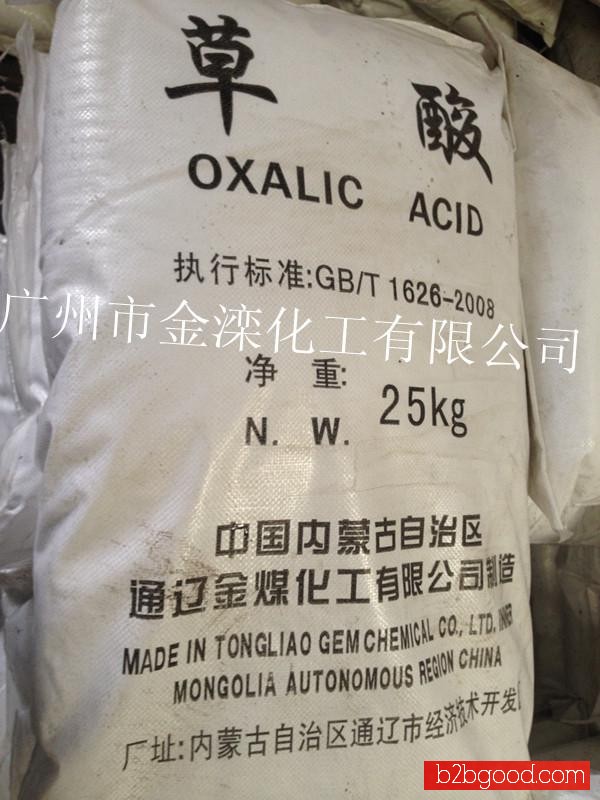 草 酸
OXALIC ACID
执行标准:GB/T 1626-2008
广州市金滦化工有限公司
净 重: 25kg
N. W.
中国内蒙古自治区
通辽金煤化工有限公司制造
MADE IN TONGLIAO GEM CHEMICAL CO., LTD. INNER
MONGOLIA AUTONOMOUS REGION CHINA
厂址:内蒙古自治区通辽市经济技术开发
b2bgood.com